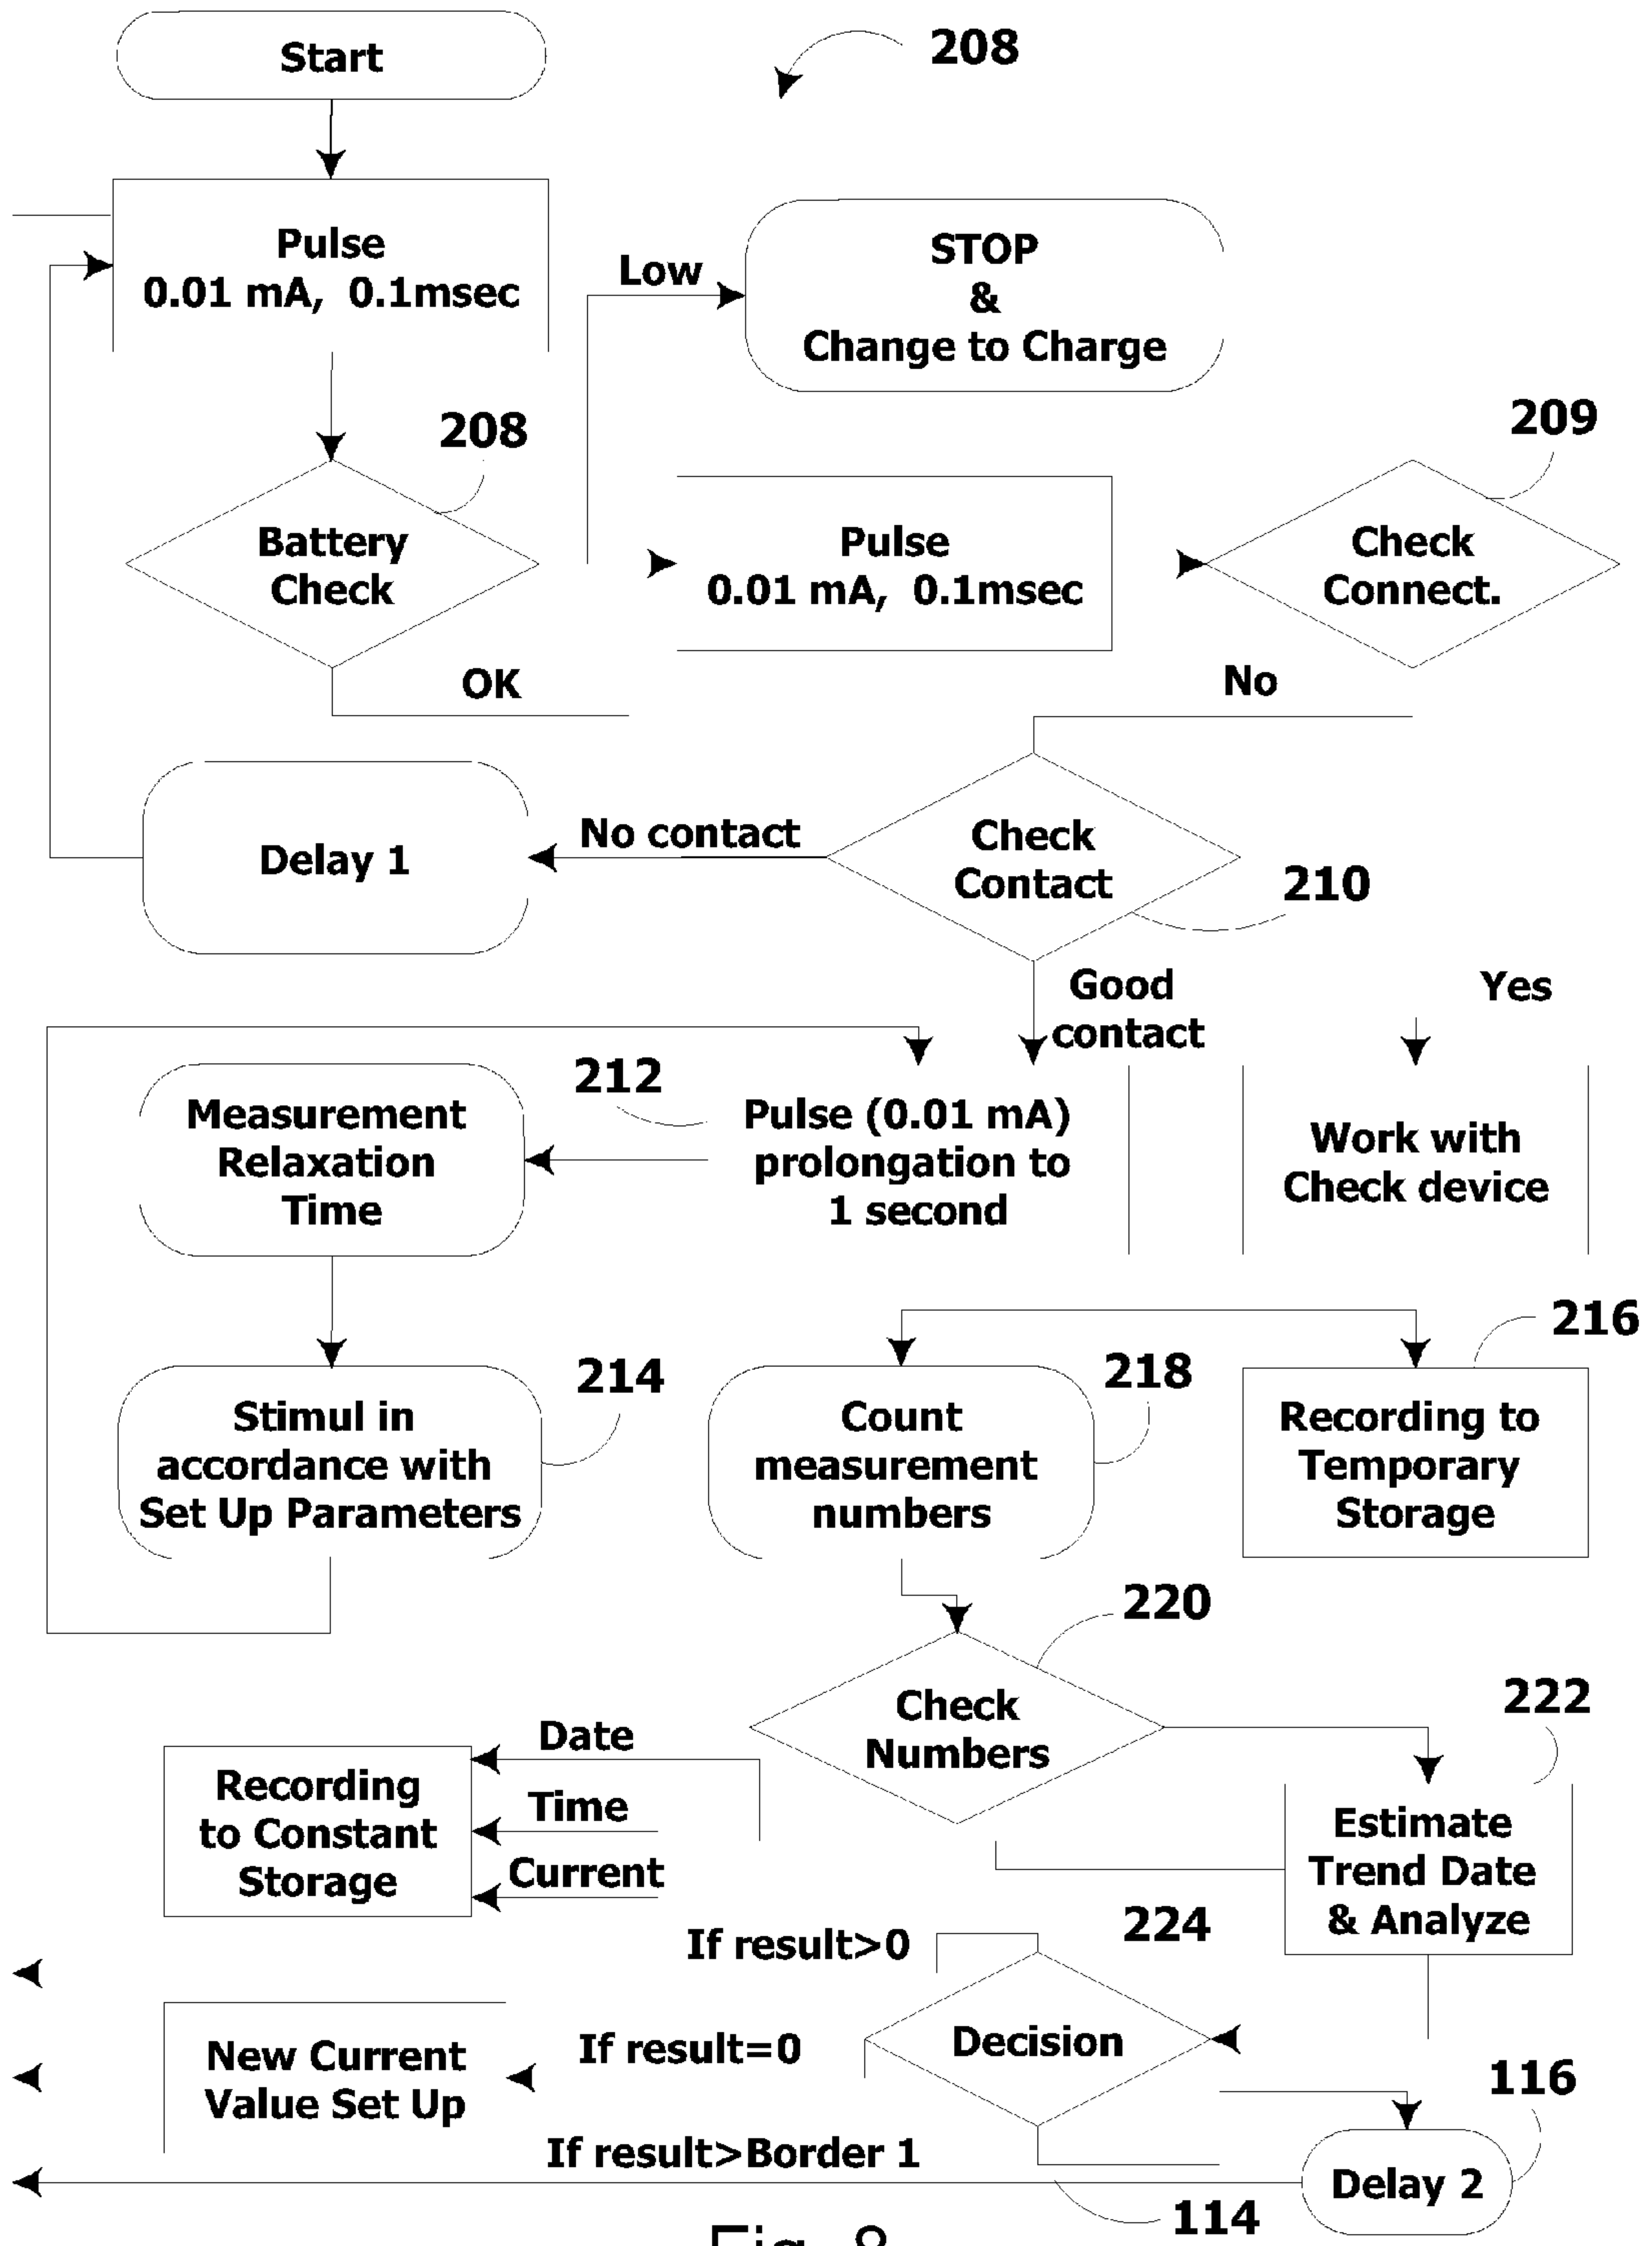 Start
208
Pulse
0.01 mA, 0.1msec
Low
STOP
&
Change to Charge
208
209
Battery
Check
Pulse
0.01 mA, 0.1msec
Check
Connect.
OK
No
Delay 1
No contact
Check
Contact
210
Good
contact
Yes
Measurement
Relaxation
Time
212
Pulse (0.01 mA)
prolongation to
1 second
Work with
Check device
216
214
218
Stimul in
accordance with
Set Up Parameters
Count
measurement
numbers
Recording to
Temporary
Storage
220
Check
Numbers
222
Date
Time
Current
Recording
to Constant
Storage
Estimate
Trend Date
& Analyze
224
If result>0
Decision
If result=0
New Current
Value Set Up
116
If result>Border 1
Delay 2
114